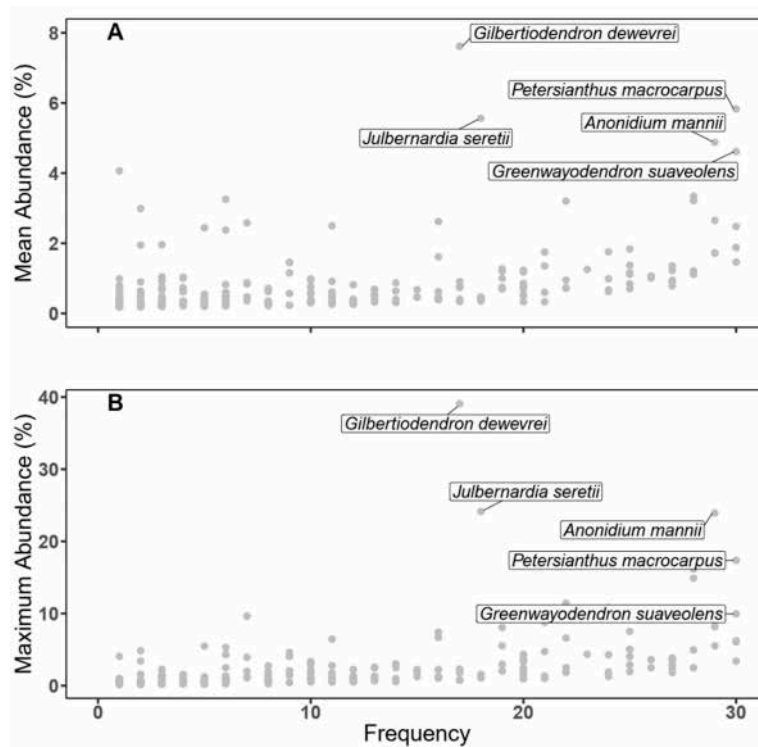 A
Gilbertiodendron dewevrei
Petersianthus macrocarpus
Anonidium mannii
Julbernardia seretii
Greenwayodendron suaveolens
Mean Abundance (%)
8
6
4
2
0
B
Gilbertiodendron dewevrei
Julbernardia seretii
Anonidium mannii
Petersianthus macrocarpus
Greenwayodendron suaveolens
Maximum Abundance (%)
40
30
20
10
0
0 10 20 30
Frequency